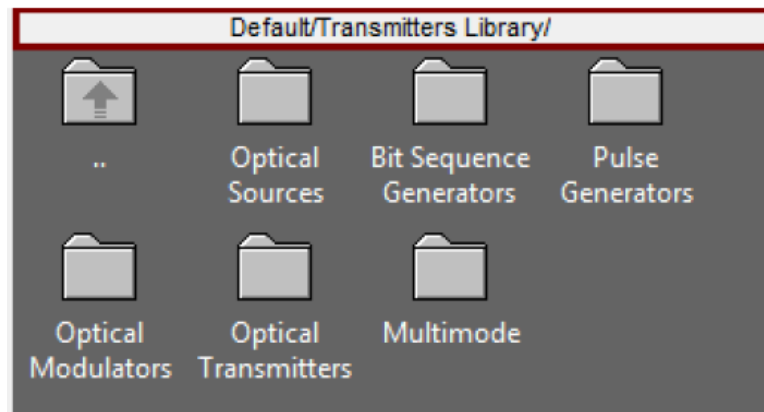 Default/Transmitters Library/
..
Optical
Sources
Bit Sequence
Generators
Pulse
Generators
Optical
Modulators
Optical
Transmitters
Multimode